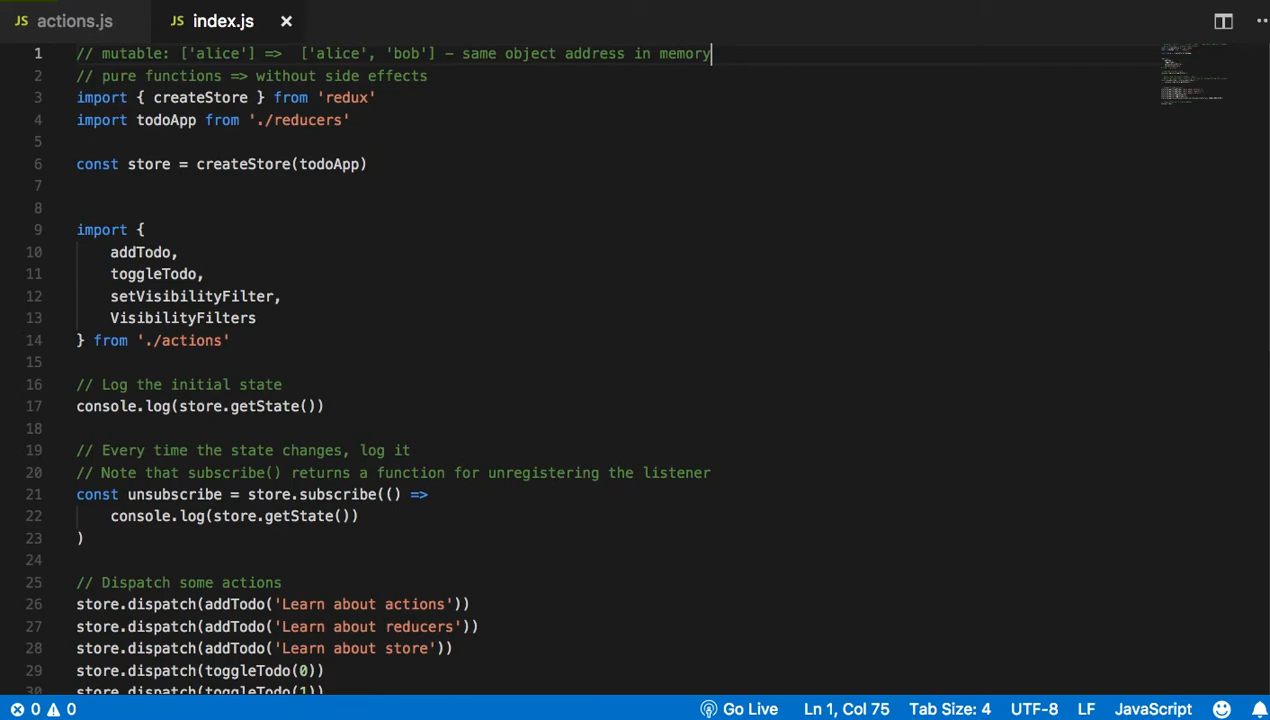 JS actions.js JS index.js ×
1 // mutable: ['alice'] =>  ['alice', 'bob'] – same object address in memory
2 // pure functions => without side effects
3 import { createStore } from 'redux'
4 import todoApp from './reducers'
5
6 const store = createStore(todoApp)
7
8
9 import {
10     addTodo,
11     toggleTodo,
12     setVisibilityFilter,
13     VisibilityFilters
14 } from './actions'
15
16 // Log the initial state
17 console.log(store.getState())
18
19 // Every time the state changes, log it
20 // Note that subscribe() returns a function for unregistering the listener
21 const unsubscribe = store.subscribe(() =>
22     console.log(store.getState())
23 )
24
25 // Dispatch some actions
26 store.dispatch(addTodo('Learn about actions'))
27 store.dispatch(addTodo('Learn about reducers'))
28 store.dispatch(addTodo('Learn about store'))
29 store.dispatch(toggleTodo(0))
30 store.dispatch(toggleTodo(1))
0 0 Go Live Ln 1, Col 75 Tab Size: 4 UTF-8 LF JavaScript